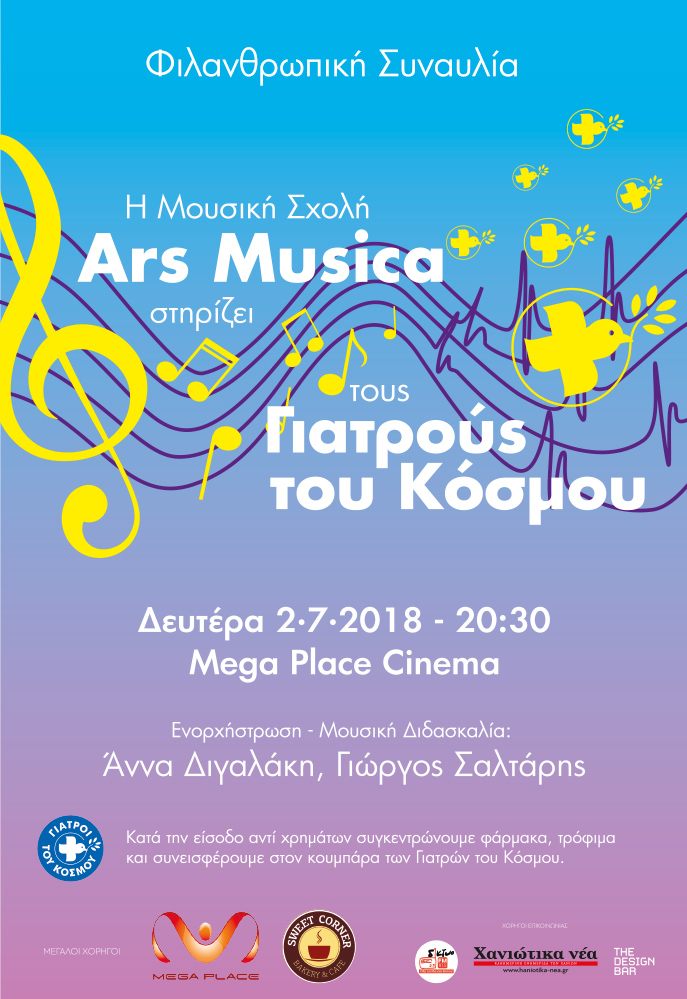 Φιλανθρωπική Συναυλία
Η Μουσική Σχολή
Ars Musica
στηρίζει
τους
Γιατρούς
του Κόσμου
Δευτέρα 2·7·2018 - 20:30
Mega Place Cinema
Ενορχήστρωση - Μουσική Διδασκαλία:
Άννα Διγαλάκη, Γιώργος Σαλτάρης
ΓΙΑΤΡΟΙ
ΤΟΥ ΚΟΣΜΟΥ
Κατά την είσοδο αντί χρημάτων συγκεντρώνουμε φάρμακα, τρόφιμα
και συνεισφέρουμε στον κουμπάρα των Γιατρών του Κόσμου.
ΜΕΓΑΛΟΙ ΧΟΡΗΓΟΙ
MEGA PLACE
SWEET CORNER
BAKERY & CAFE
ΧΟΡΗΓΟΙ ΕΠΙΚΟΙΝΩΝΙΑΣ
Χανιώτικα νέα
www.haniotika-nea.gr
THE
DESIGN
BAR